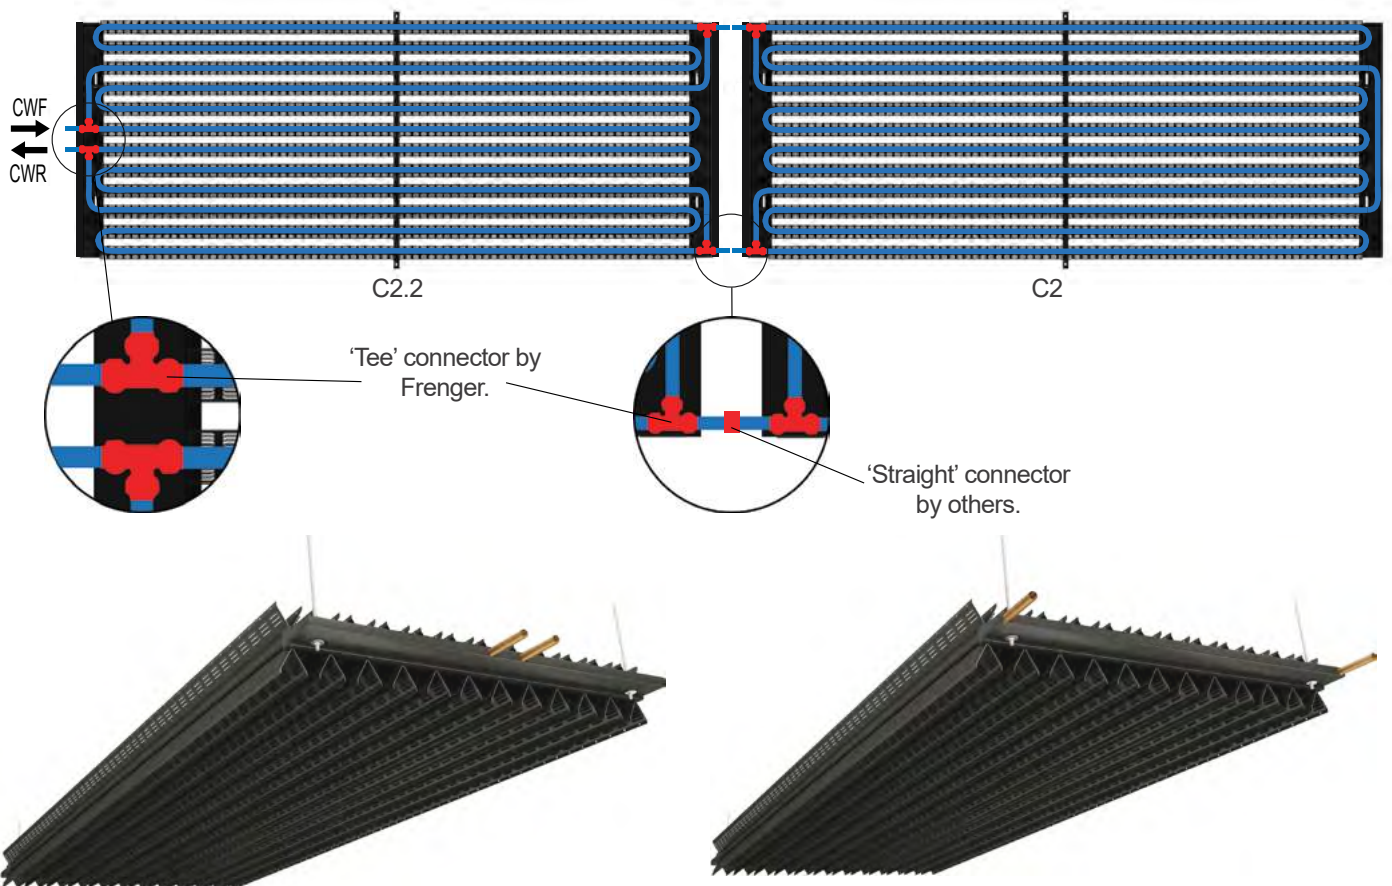 CWF
CWR
C2.2
C2
‘Tee’ connector by
Frenger.
‘Straight’ connector
by others.